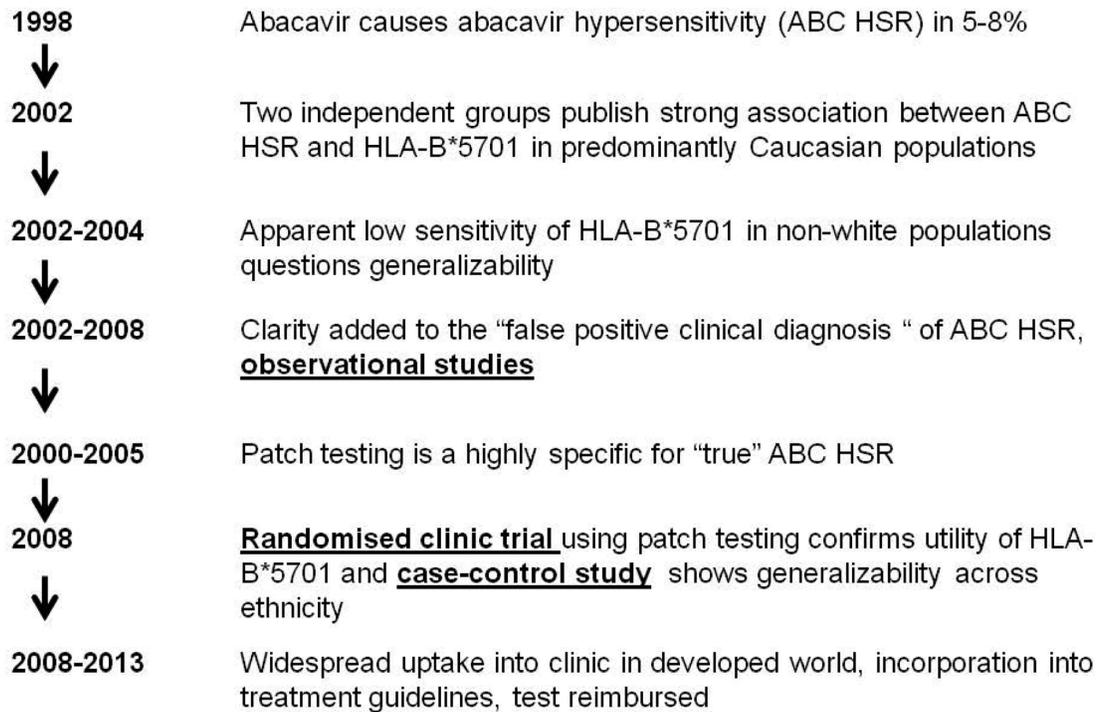 1998 Abacavir causes abacavir hypersensitivity (ABC HSR) in 5-8%
2002 Two independent groups publish strong association between ABC
HSR and HLA-B*5701 in predominantly Caucasian populations
2002-2004 Apparent low sensitivity of HLA-B*5701 in non-white populations
questions generalizability
2002-2008 Clarity added to the “false positive clinical diagnosis “ of ABC HSR,
observational studies
2000-2005 Patch testing is a highly specific for “true” ABC HSR
2008 Randomised clinic trial using patch testing confirms utility of HLA-
B*5701 and case-control study shows generalizability across
ethnicity
2008-2013 Widespread uptake into clinic in developed world, incorporation into
treatment guidelines, test reimbursed